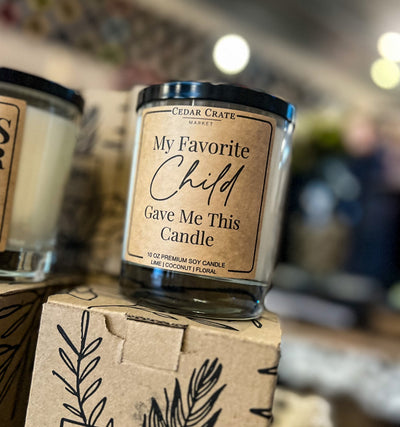 CEDAR CRATE
MARKET
My Favorite
Child
Gave Me This
Candle
10 OZ PREMIUM SOY CANDLE
LIME | COCONUT | FLORAL